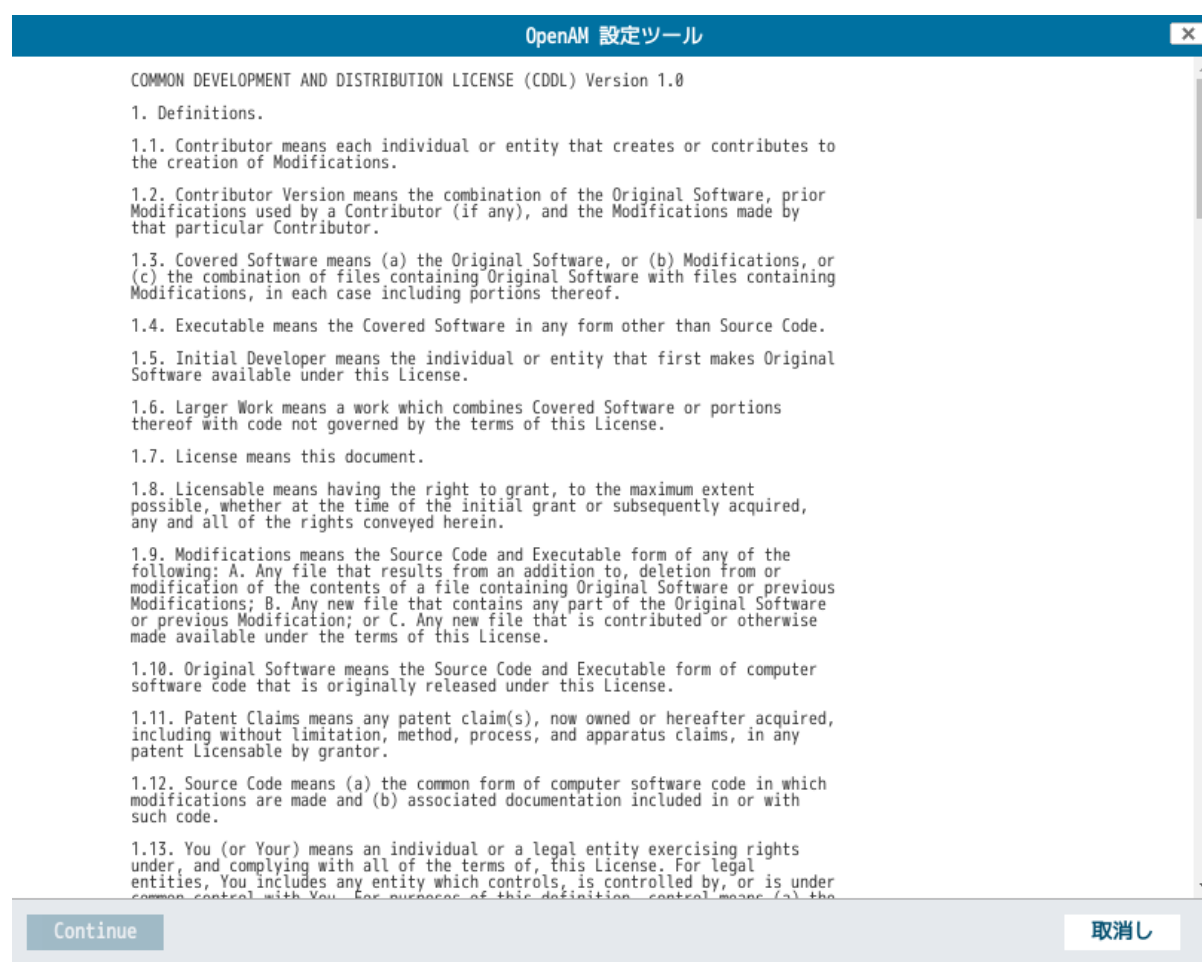 OpenAM 設定ツール
COMMON DEVELOPMENT AND DISTRIBUTION LICENSE (CDDL) Version 1.0
1. Definitions.
1.1. Contributor means each individual or entity that creates or contributes to
the creation of Modifications.
1.2. Contributor Version means the combination of the Original Software, prior
Modifications used by a Contributor (if any), and the Modifications made by
that particular Contributor.
1.3. Covered Software means (a) the Original Software, or (b) Modifications, or
(c) the combination of files containing Original Software with files containing
Modifications, in each case including portions thereof.
1.4. Executable means the Covered Software in any form other than Source Code.
1.5. Initial Developer means the individual or entity that first makes Original
Software available under this License.
1.6. Larger Work means a work which combines Covered Software or portions
thereof with code not governed by the terms of this License.
1.7. License means this document.
1.8. Licensable means having the right to grant, to the maximum extent
possible, whether at the time of the initial grant or subsequently acquired,
any and all of the rights conveyed herein.
1.9. Modifications means the Source Code and Executable form of any of the
following: A. Any file that results from an addition to, deletion from or
modification of the contents of a file containing Original Software or previous
Modifications; B. Any new file that contains any part of the Original Software
or previous Modification; or C. Any new file that is contributed or otherwise
made available under the terms of this License.
1.10. Original Software means the Source Code and Executable form of computer
software code that is originally released under this License.
1.11. Patent Claims means any patent claim(s), now owned or hereafter acquired,
including without limitation, method, process, and apparatus claims, in any
patent Licensable by grantor.
1.12. Source Code means (a) the common form of computer software code in which
modifications are made and (b) associated documentation included in or with
such code.
1.13. You (or Your) means an individual or a legal entity exercising rights
under, and complying with all of the terms of, this License. For legal
entities, You includes any entity which controls, is controlled by, or is under
common control with You. For purposes of this definition, control means (a) the
Continue
取消し